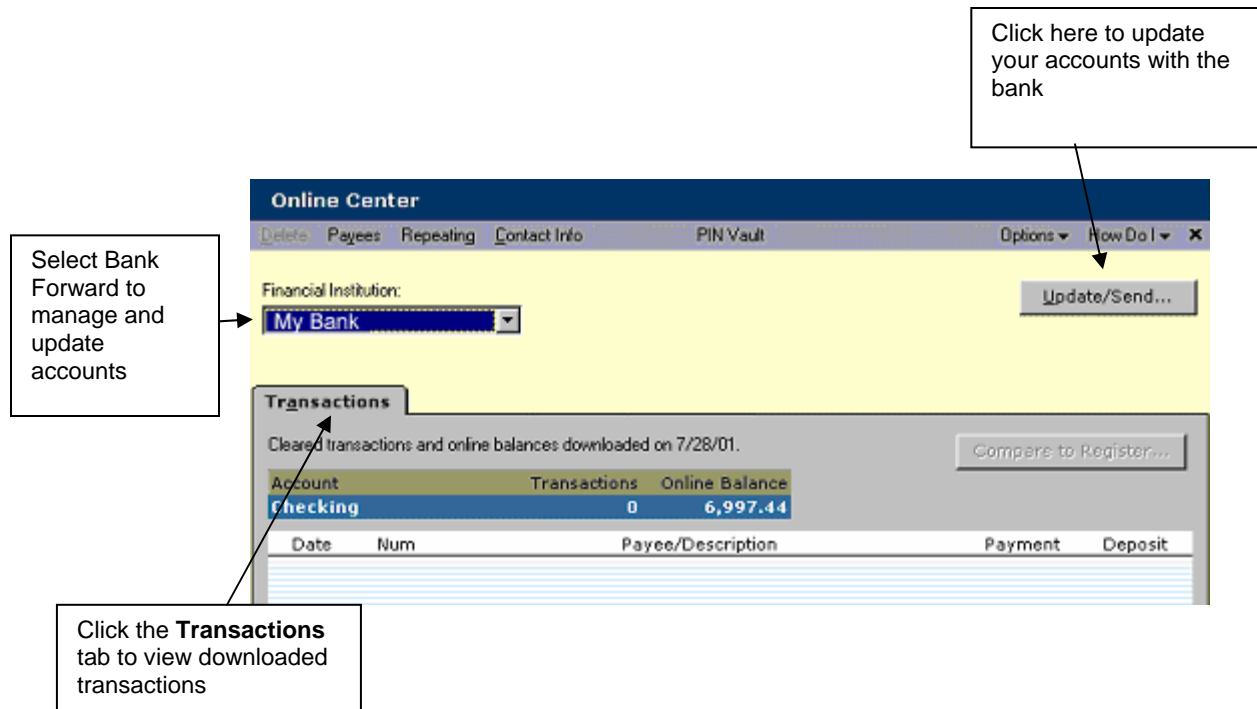 Click here to update
your accounts with the
bank
Online Center
Delete Payees Repeating Contact Info PIN Vault Options How Do I
Select Bank
Forward to
manage and
update
accounts
Financial Institution:
My Bank
Update/Send...
Transactions
Cleared transactions and online balances downloaded on 7/28/01.
Compare to Register...
Account Transactions Online Balance
Checking 0 6,997.44
Date Num Payee/Description Payment Deposit
Click the Transactions
tab to view downloaded
transactions